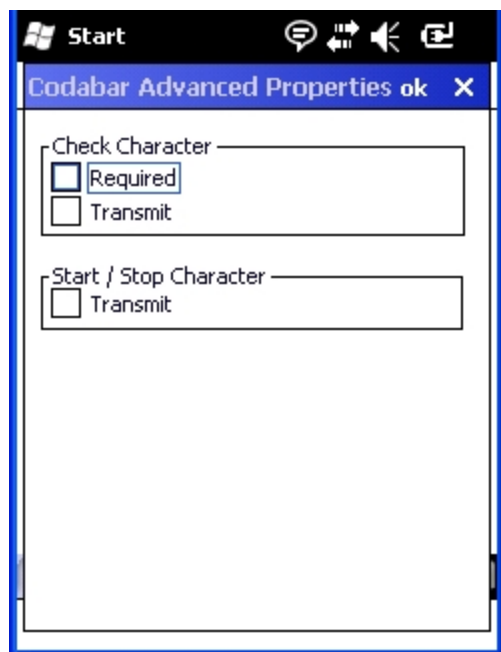 Start
Codabar Advanced Properties ok X
Check Character
Required
Transmit
Start / Stop Character
Transmit